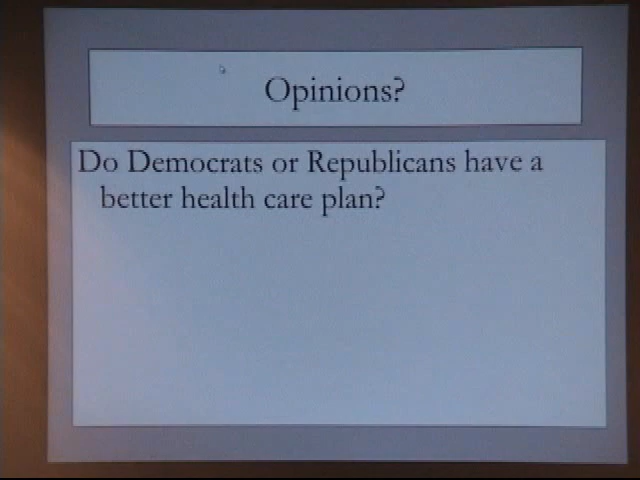 Opinions?
Do Democrats or Republicans have a
better health care plan?